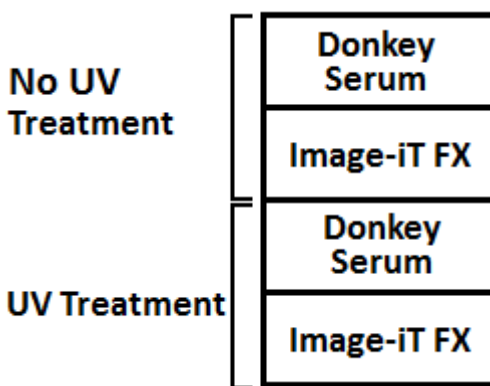 No UV
Treatment
Donkey
Serum
Image-iT FX
UV Treatment
Donkey
Serum
Image-iT FX